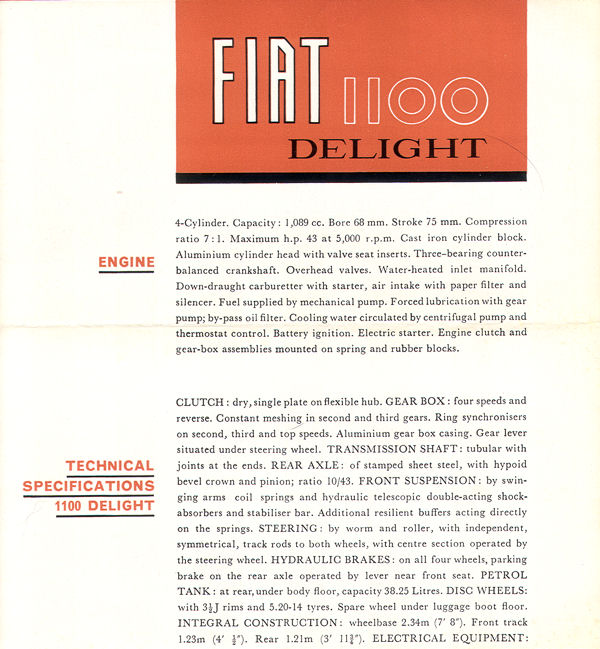 FIAT 1100
DELIGHT
ENGINE
4-Cylinder. Capacity: 1,089 cc. Bore 68 mm. Stroke 75 mm. Compression
ratio 7:1. Maximum h.p. 43 at 5,000 r.p.m. Cast iron cylinder block.
Aluminium cylinder head with valve seat inserts. Three-bearing counter-
balanced crankshaft. Overhead valves. Water-heated inlet manifold.
Down-draught carburetter with starter, air intake with paper filter and
silencer. Fuel supplied by mechanical pump. Forced lubrication with gear
pump; by-pass oil filter. Cooling water circulated by centrifugal pump and
thermostat control. Battery ignition. Electric starter. Engine clutch and
gear-box assemblies mounted on spring and rubber blocks.
TECHNICAL
SPECIFICATIONS
1100 DELIGHT
CLUTCH: dry, single plate on flexible hub. GEAR BOX: four speeds and
reverse. Constant meshing in second and third gears. Ring synchronisers
on second, third and top speeds. Aluminium gear box casing. Gear lever
situated under steering wheel. TRANSMISSION SHAFT: tubular with
joints at the ends. REAR AXLE: of stamped sheet steel, with hypoid
bevel crown and pinion; ratio 10/43. FRONT SUSPENSION: by swin-
ging arms coil springs and hydraulic telescopic double-acting shock-
absorbers and stabiliser bar. Additional resilient buffers acting directly
on the springs. STEERING: by worm and roller, with independent,
symmetrical, track rods to both wheels, with centre section operated by
the steering wheel. HYDRAULIC BRAKES: on all four wheels, parking
brake on the rear axle operated by lever near front seat. PETROL
TANK: at rear, under body floor, capacity 38.25 Litres. DISC WHEELS:
with 3½J rims and 5.20-14 tyres. Spare wheel under luggage boot floor.
INTEGRAL CONSTRUCTION: wheelbase 2.34m (7' 8"). Front track
1.23m (4' ½"). Rear 1.21m (3' 11¾"). ELECTRICAL EQUIPMENT: